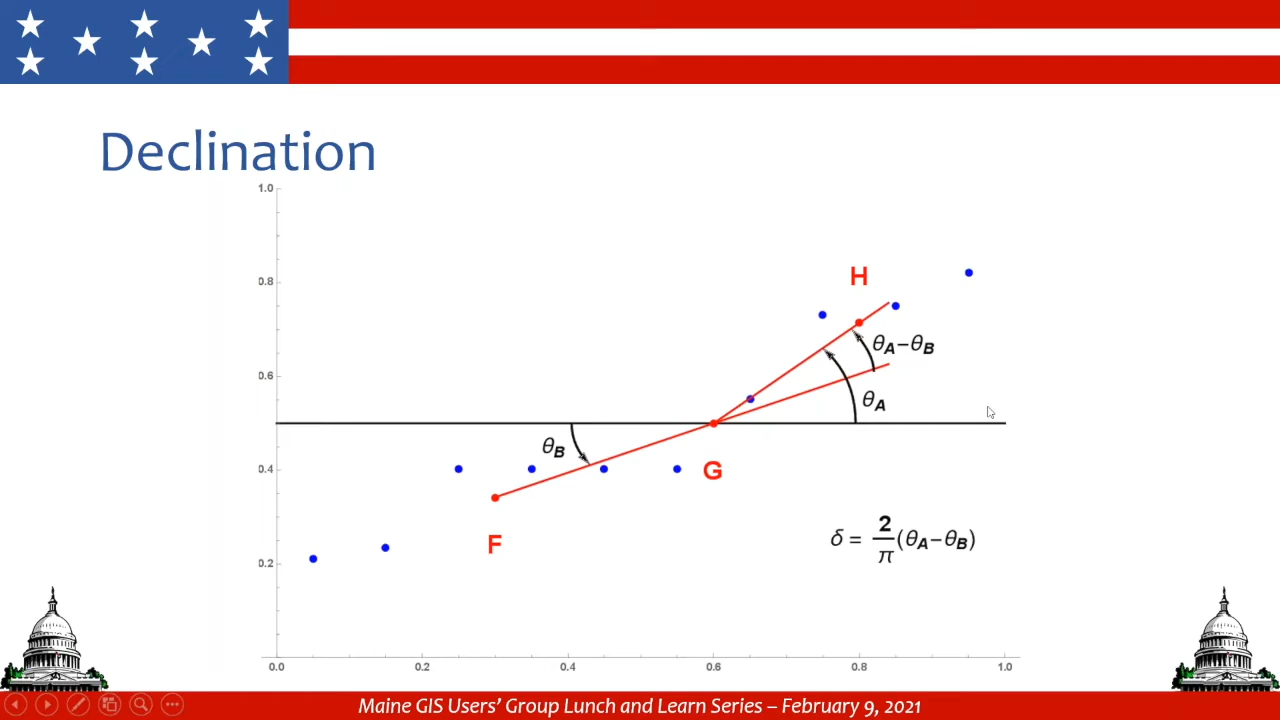 Declination
1.0
0.8
0.6
0.4
0.2
H
θA−θB
θA
θB
G
F
δ = 2/π (θA−θB)
0.0 0.2 0.4 0.6 0.8 1.0
Maine GIS Users’ Group Lunch and Learn Series – February 9, 2021